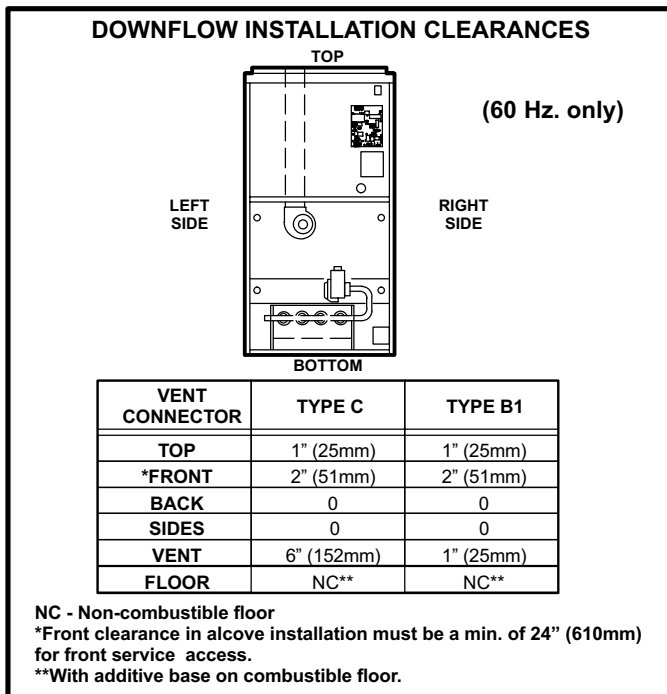 DOWNFLOW INSTALLATION CLEARANCES
TOP
(60 Hz. only)
LEFT
SIDE
RIGHT
SIDE
BOTTOM
VENT
CONNECTOR TYPE C TYPE B1
TOP 1” (25mm) 1” (25mm)
*FRONT 2” (51mm) 2” (51mm)
BACK 0 0
SIDES 0 0
VENT 6” (152mm) 1” (25mm)
FLOOR NC** NC**
NC - Non-combustible floor
*Front clearance in alcove installation must be a min. of 24” (610mm)
for front service access.
**With additive base on combustible floor.